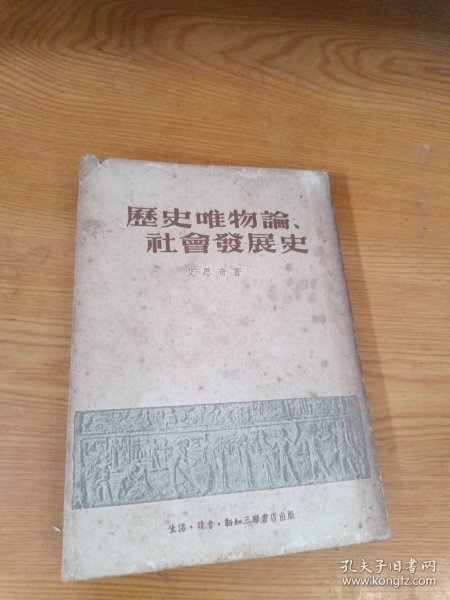 歷史唯物論、
社會發展史
艾思奇著
生活·讀書·新知三聯書店出版
孔夫子旧书网
www.kongfz.com